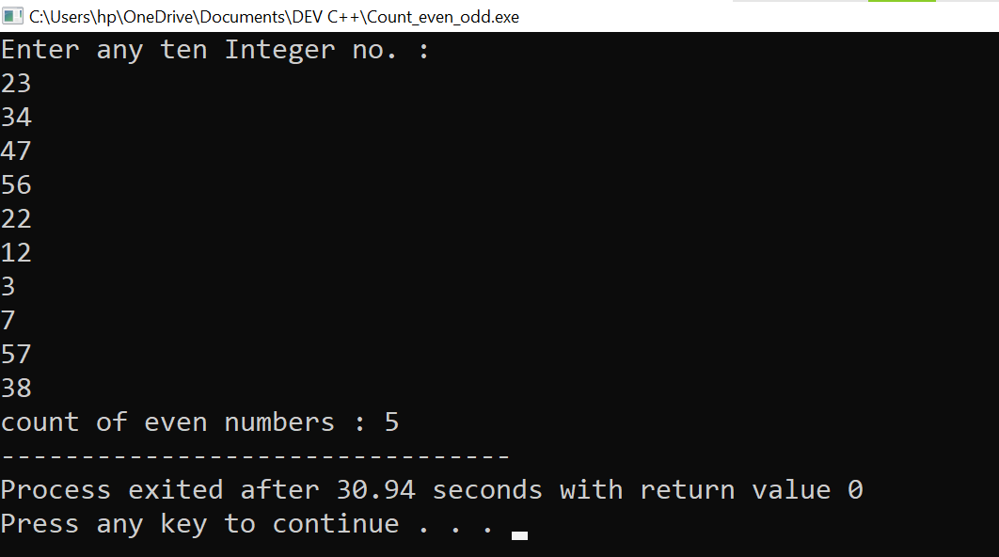 C:\Users\hp\OneDrive\Documents\DEV C++\Count_even_odd.exe
Enter any ten Integer no. :
23
34
47
56
22
12
3
7
57
38
count of even numbers : 5
--------------------------------
Process exited after 30.94 seconds with return value 0
Press any key to continue . . .